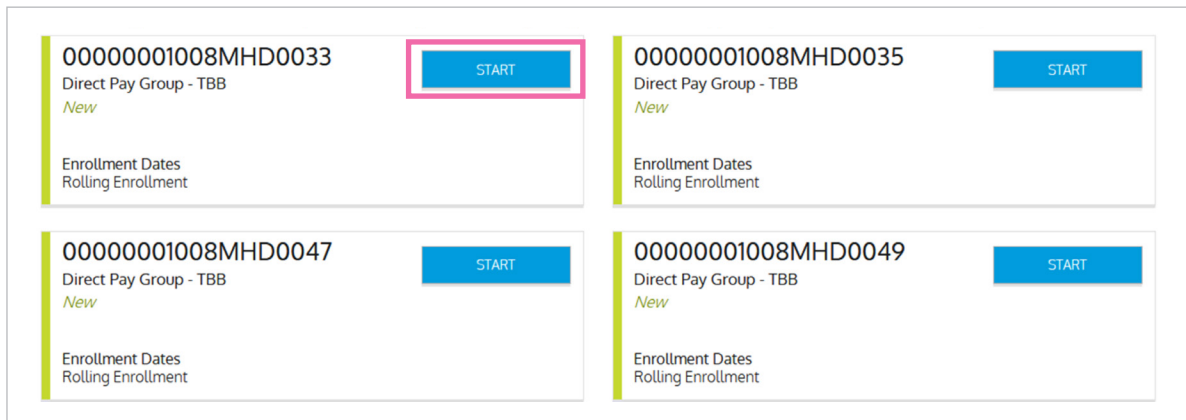 00000001008MHD0033
START
Direct Pay Group - TBB
New
Enrollment Dates
Rolling Enrollment
00000001008MHD0035
START
Direct Pay Group - TBB
New
Enrollment Dates
Rolling Enrollment
00000001008MHD0047
START
Direct Pay Group - TBB
New
Enrollment Dates
Rolling Enrollment
00000001008MHD0049
START
Direct Pay Group - TBB
New
Enrollment Dates
Rolling Enrollment